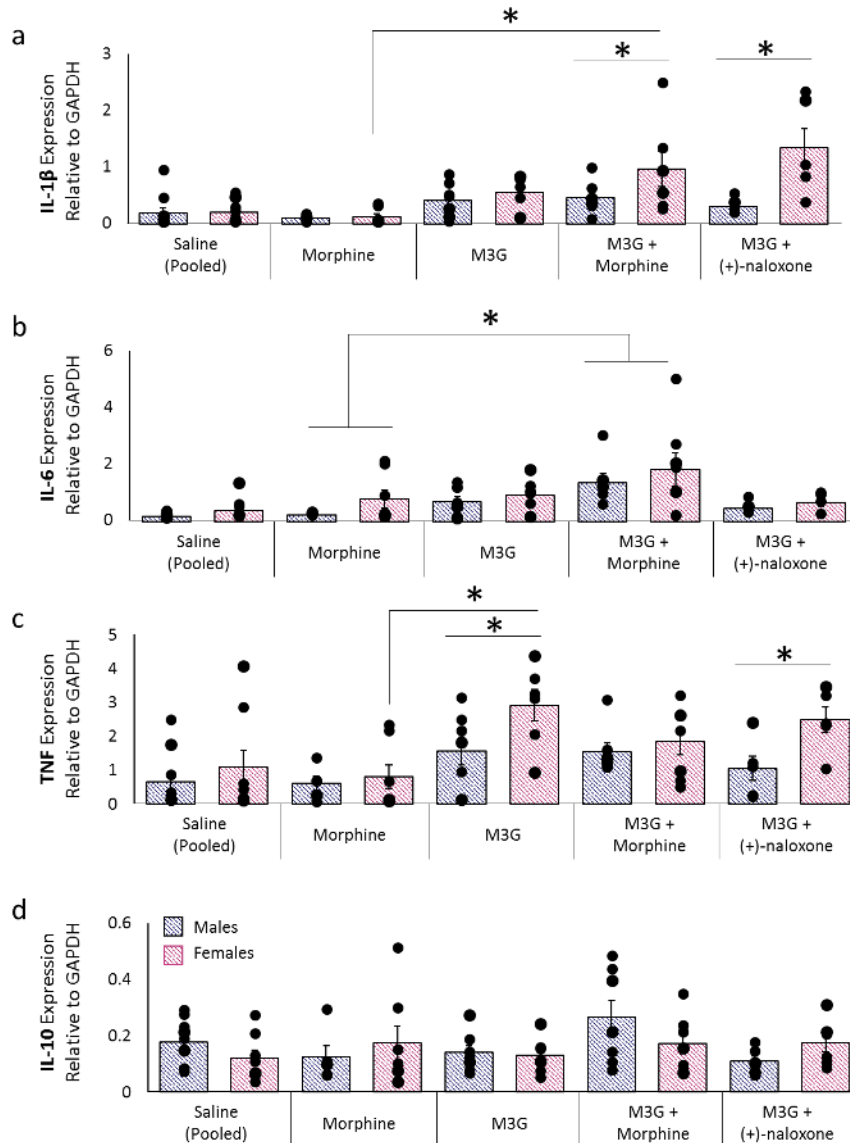 a
*
*
*
3
2
1
0
IL-1β Expression
Relative to GAPDH
Saline
(Pooled)
Morphine
M3G
M3G +
Morphine
M3G +
(+)-naloxone
b
*
6
4
2
0
IL-6 Expression
Relative to GAPDH
Saline
(Pooled)
Morphine
M3G
M3G +
Morphine
M3G +
(+)-naloxone
c
*
*
*
5
4
3
2
1
0
TNF Expression
Relative to GAPDH
Saline
(Pooled)
Morphine
M3G
M3G +
Morphine
M3G +
(+)-naloxone
d
0.6
0.4
0.2
0
IL-10 Expression
Relative to GAPDH
Males
Females
Saline
(Pooled)
Morphine
M3G
M3G +
Morphine
M3G +
(+)-naloxone